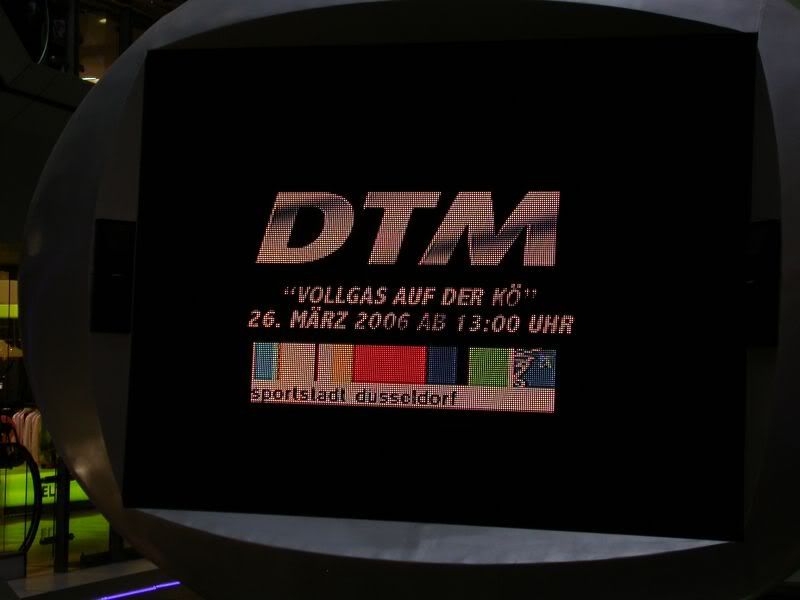 DTM
"VOLLGAS AUF DER KÖ"
26. MÄRZ 2006 AB 13:00 UHR
sportstadt düsseldorf